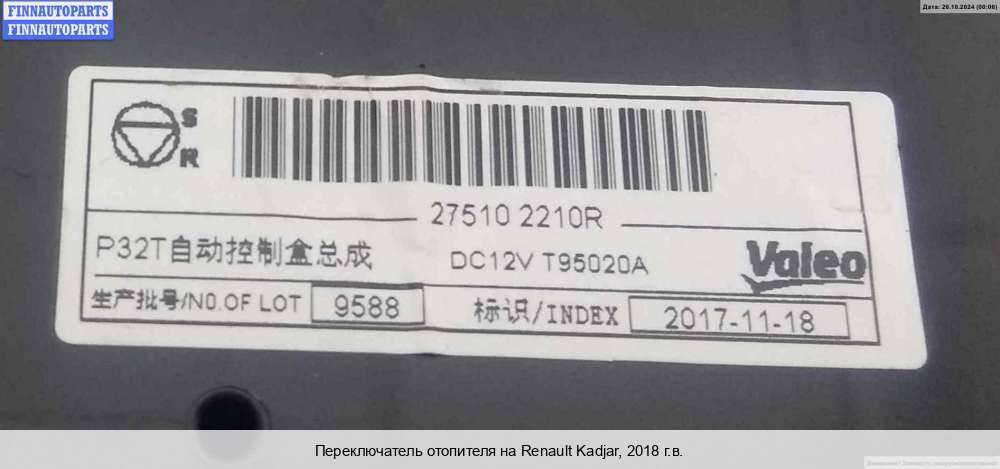 FINNAUTOPARTS
FINNAUTOPARTS
Дата: 26.10.2024 (00:06)
S
R
27510 2210R
P32T自动控制盒总成
DC12V T95020A
Valeo
生产批号/NO.OF LOT
9588
标识/INDEX
2017-11-18
Переключатель отопителя на Renault Kadjar, 2018 г.в.